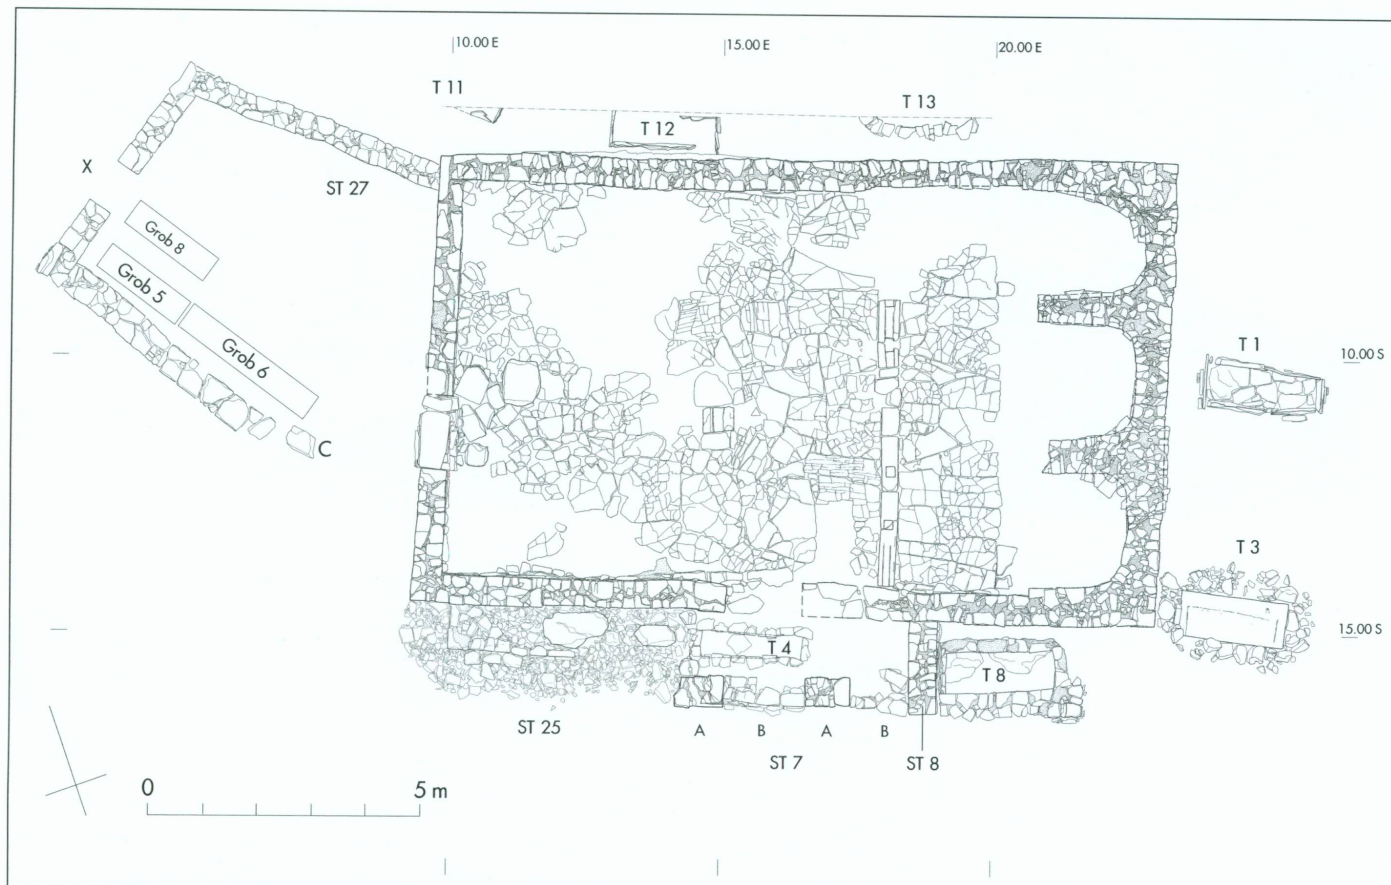 10.00 E
15.00 E
20.00 E
T 11
T 12
T 13
X
ST 27
Grob 8
Grob 5
Grob 6
C
T 1
10.00 S
T 3
15.00 S
T 4
T 8
ST 25
A
B
A
B
ST 7
ST 8
0
5 m